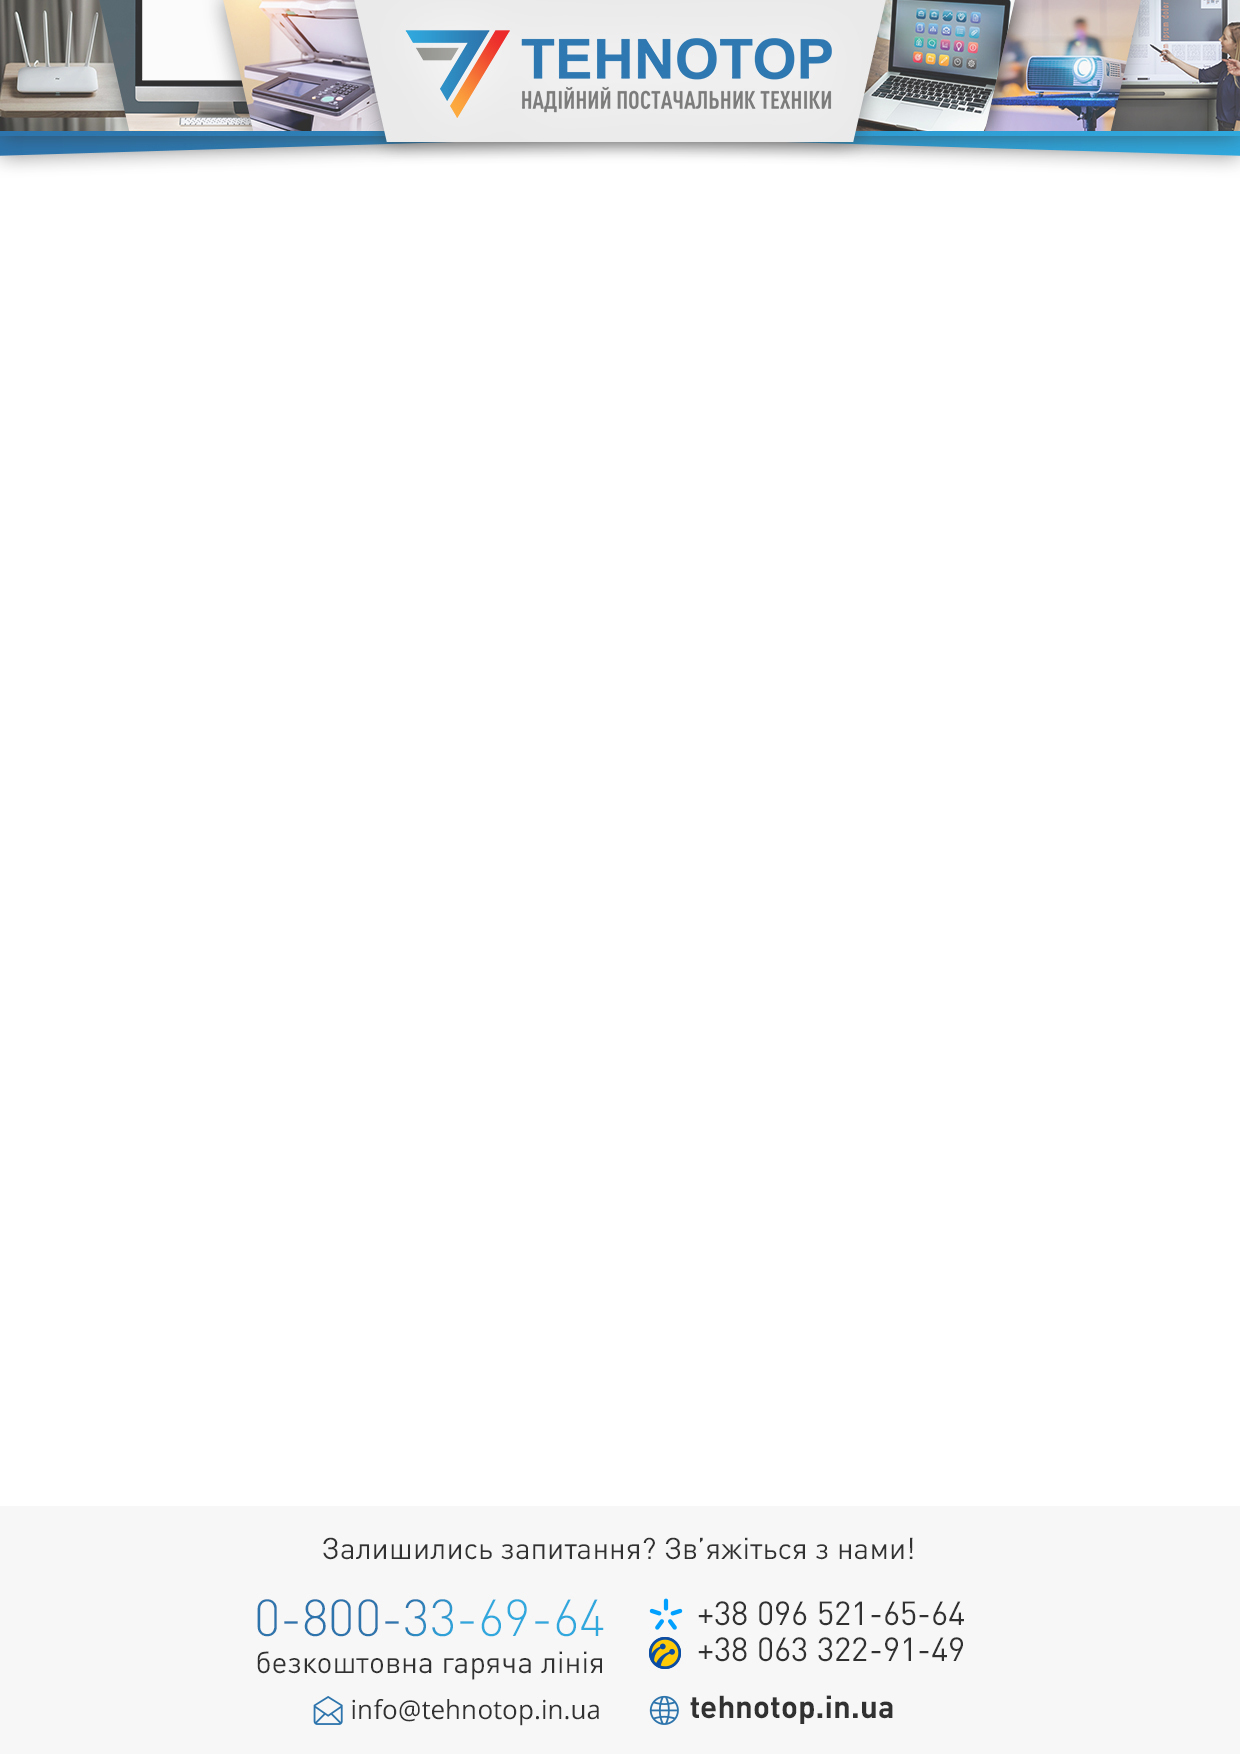 TEHNOTOP
НАДІЙНИЙ ПОСТАЧАЛЬНИК ТЕХНІКИ
Залишились запитання? Зв’яжіться з нами!
0-800-33-69-64
безкоштовна гаряча лінія
+38 096 521-65-64
+38 063 322-91-49
info@tehnotop.in.ua
tehnotop.in.ua